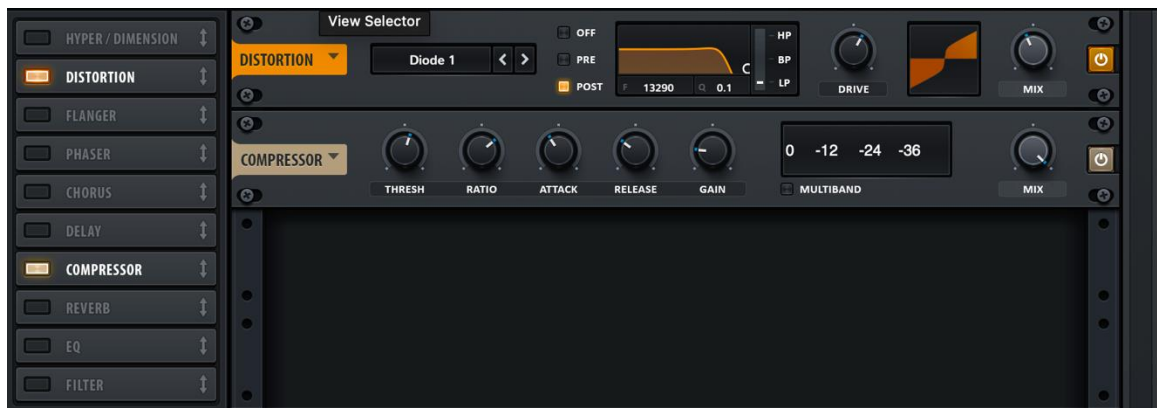 HYPER / DIMENSION
DISTORTION
FLANGER
PHASER
CHORUS
DELAY
COMPRESSOR
REVERB
EQ
FILTER
View Selector
DISTORTION
Diode 1
OFF
PRE
POST
F 13290 Q 0.1
HP
BP
LP
DRIVE
MIX
COMPRESSOR
THRESH RATIO ATTACK RELEASE GAIN
0 -12 -24 -36
MULTIBAND
MIX